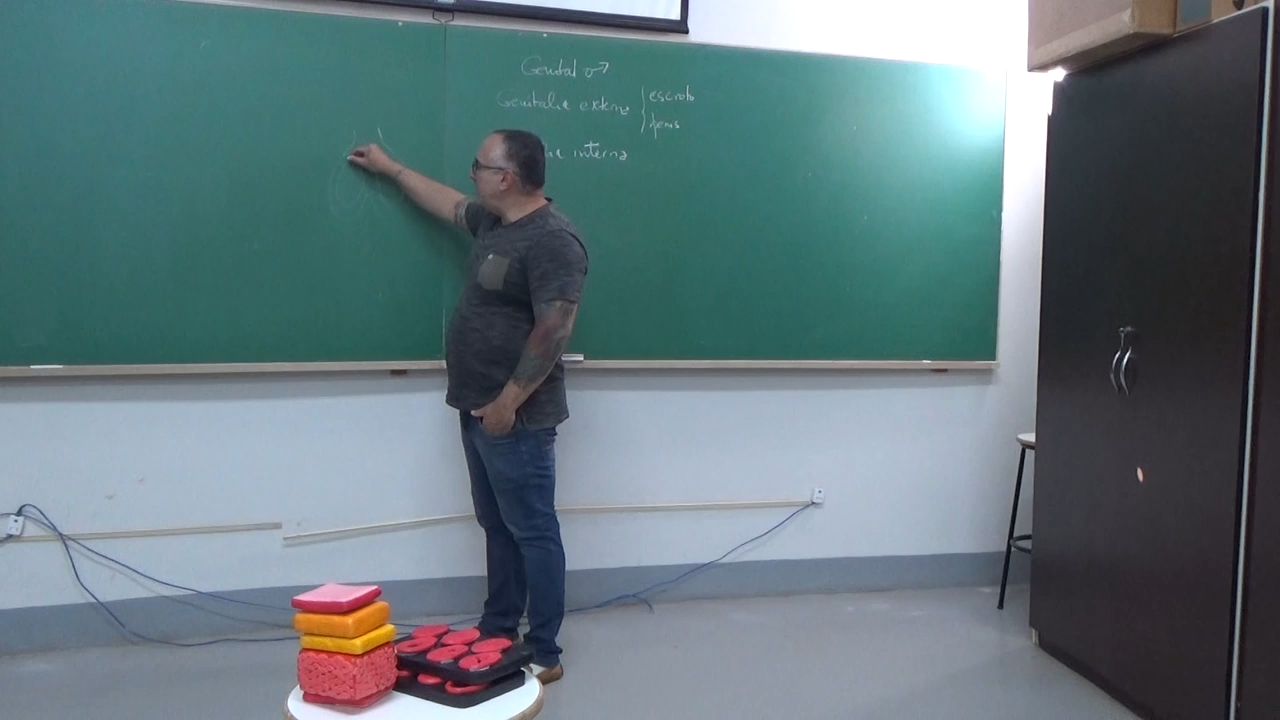 Genital ♂
Genitalia externa { escroto
pênis
interna